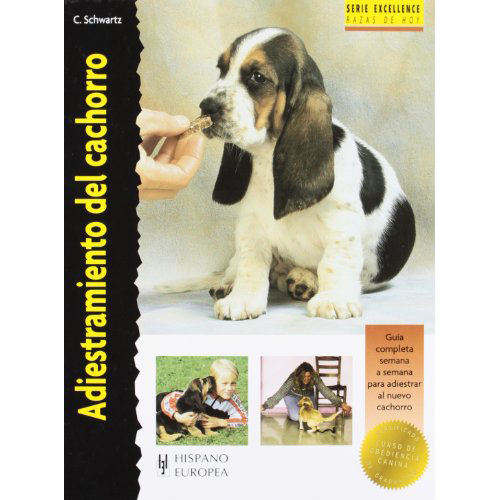 C. Schwartz
SERIE EXCELLENCE
RAZAS DE HOY
Adiestramiento del cachorro
Guía
completa
semana
a semana
para adiestrar
al nuevo
cachorro
CURSO DE
OBEDIENCIA
CANINA
HISPANO
EUROPEA